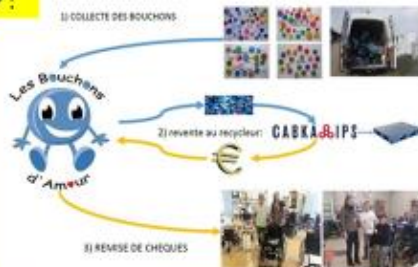 1) COLLECTE DES BOUCHONS
Les Bouchons
d'Amour
2) revente au recycleur:
CABKA IPS
€
3) REMISE DE CHEQUES